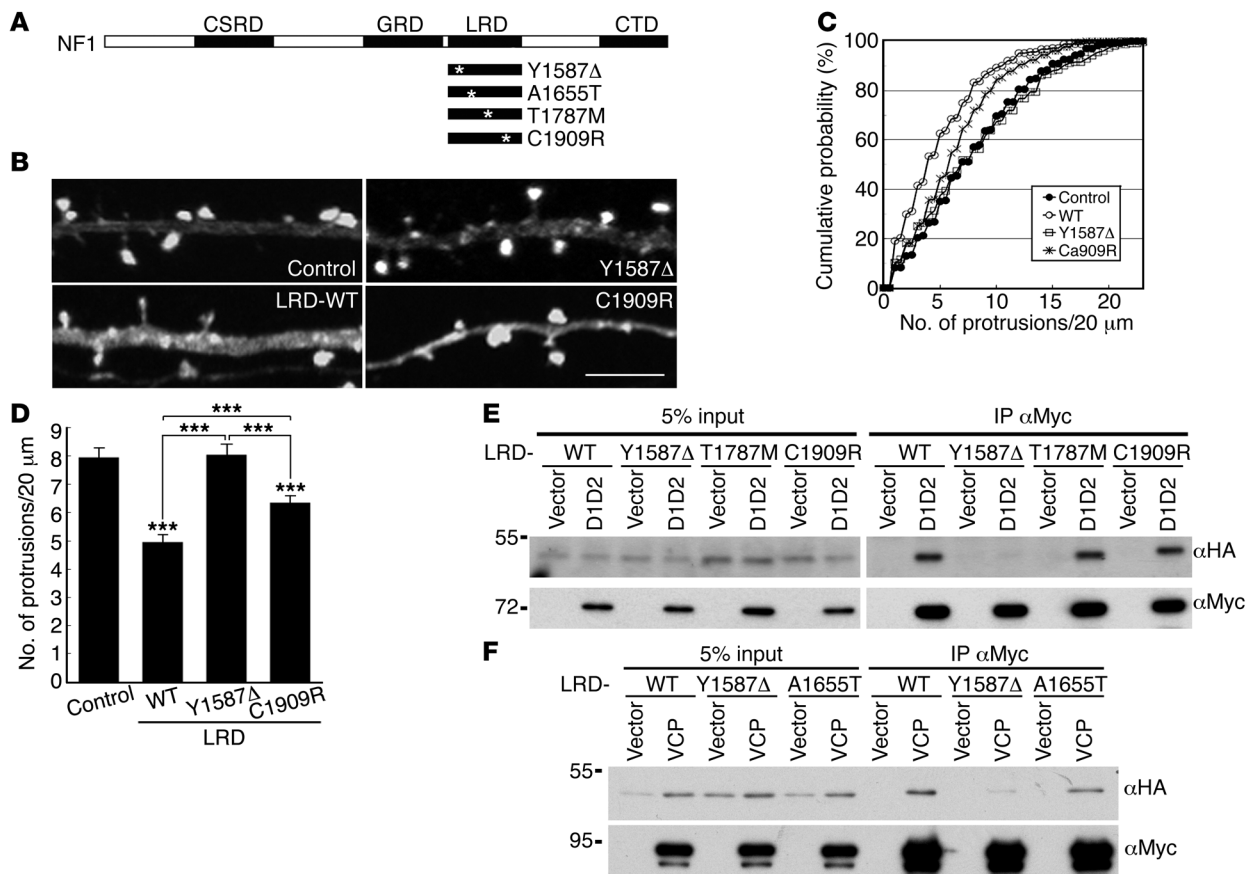 A
CSRD GRD LRD CTD
NF1
* Y1587Δ
* A1655T
* T1787M
* C1909R
B
Control
Y1587Δ
LRD-WT
C1909R
C
Cumulative probability (%)
100
80
60
40
20
0
0 5 10 15 20
No. of protrusions/20 μm
Control
WT
Y1587Δ
Ca909R
D
No. of protrusions/20 μm
9
8
7
6
5
4
3
2
1
0
***
*** ***
***
***
Control WT Y1587Δ C1909R
LRD
E
5% input IP αMyc
LRD- WT Y1587Δ T1787M C1909R WT Y1587Δ T1787M C1909R
Vector D1D2 Vector D1D2 Vector D1D2 Vector D1D2 Vector D1D2 Vector D1D2 Vector D1D2 Vector D1D2
55
αHA
72
αMyc
F
5% input IP αMyc
LRD- WT Y1587Δ A1655T WT Y1587Δ A1655T
Vector VCP Vector VCP Vector VCP Vector VCP Vector VCP Vector VCP
55
αHA
95
αMyc